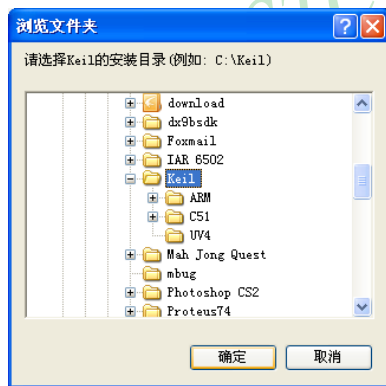 浏览文件夹
请选择Keil的安装目录(例如: C:\Keil)
download
dx9bsdk
Foxmail
IAR 6502
Keil
ARM
C51
UV4
Mah Jong Quest
mbug
Photoshop CS2
Proteus74
确定
取消